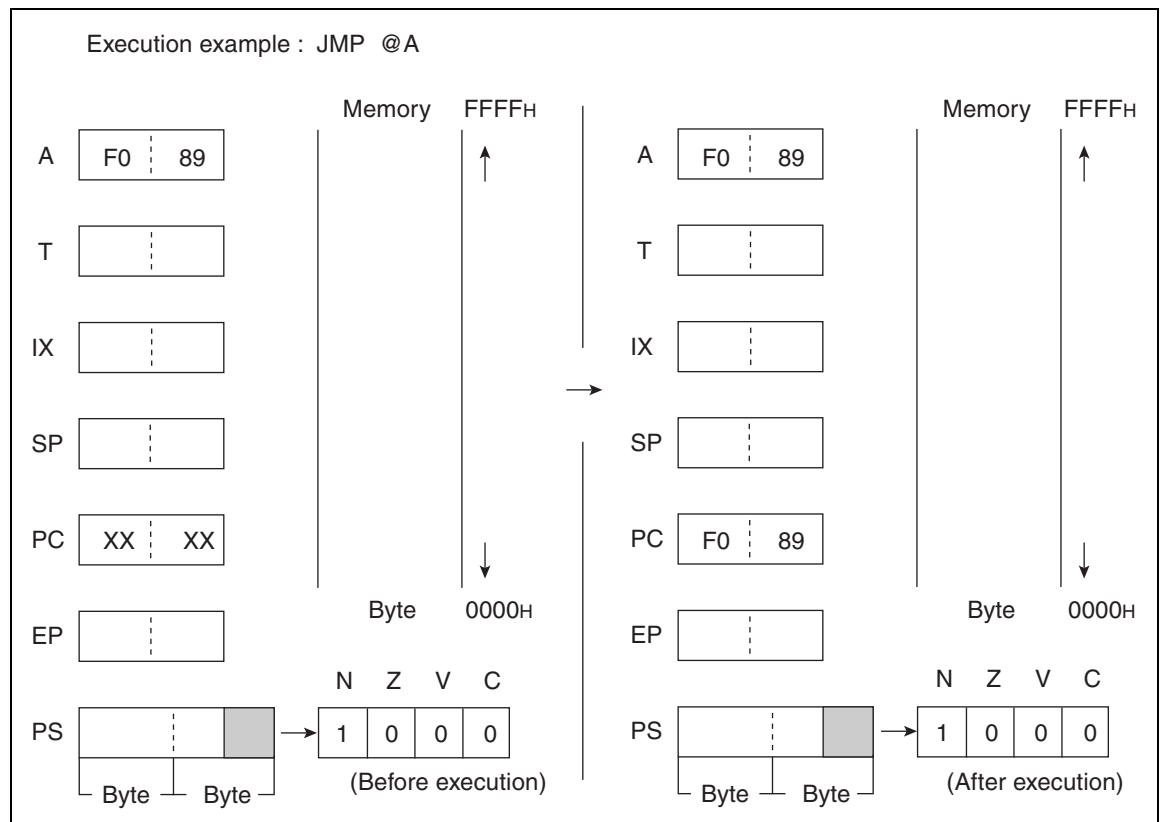 Execution example : JMP @A
Memory FFFFH
A F0 89
T
IX
SP
PC XX XX
EP
Byte 0000H
N Z V C
PS 1 0 0 0
Byte Byte
(Before execution)
Memory FFFFH
A F0 89
T
IX
SP
PC F0 89
EP
Byte 0000H
N Z V C
PS 1 0 0 0
Byte Byte
(After execution)